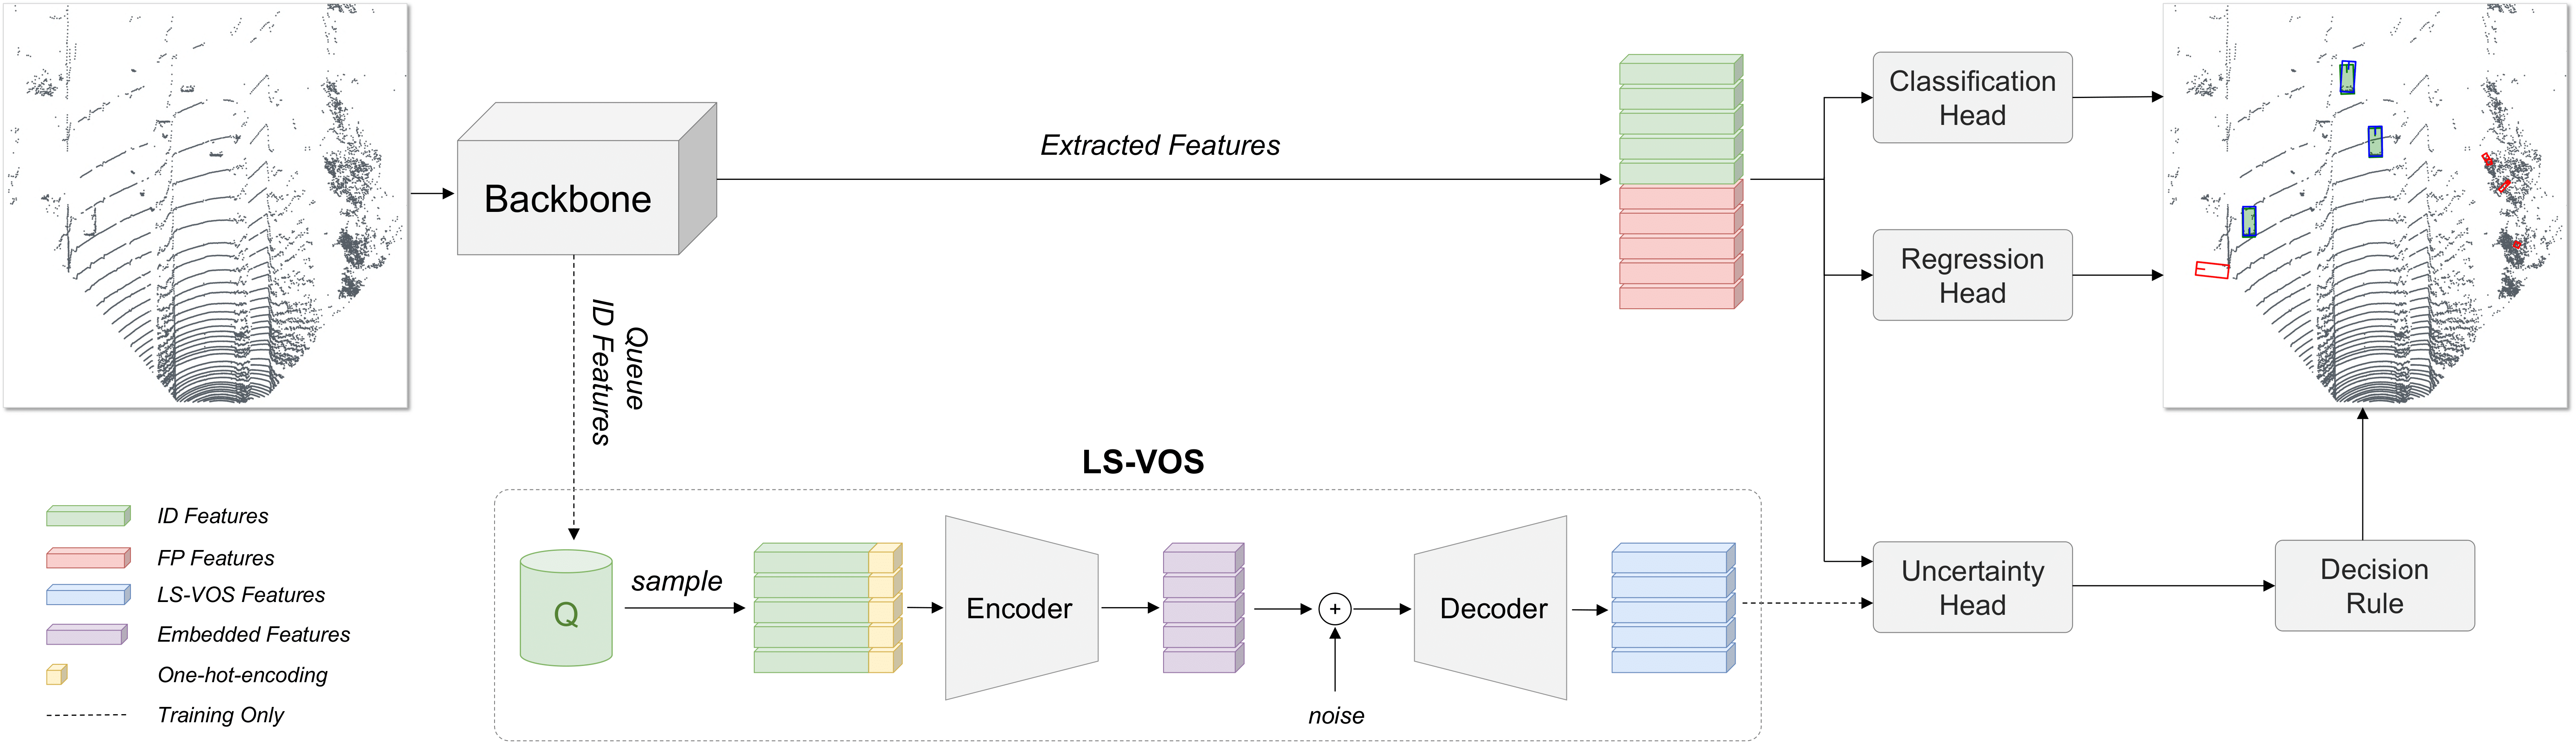 Backbone
Extracted Features
Classification
Head
Regression
Head
Queue
ID Features
LS-VOS
ID Features
FP Features
LS-VOS Features
Embedded Features
One-hot-encoding
Training Only
Q
sample
Encoder
+
noise
Decoder
Uncertainty
Head
Decision
Rule